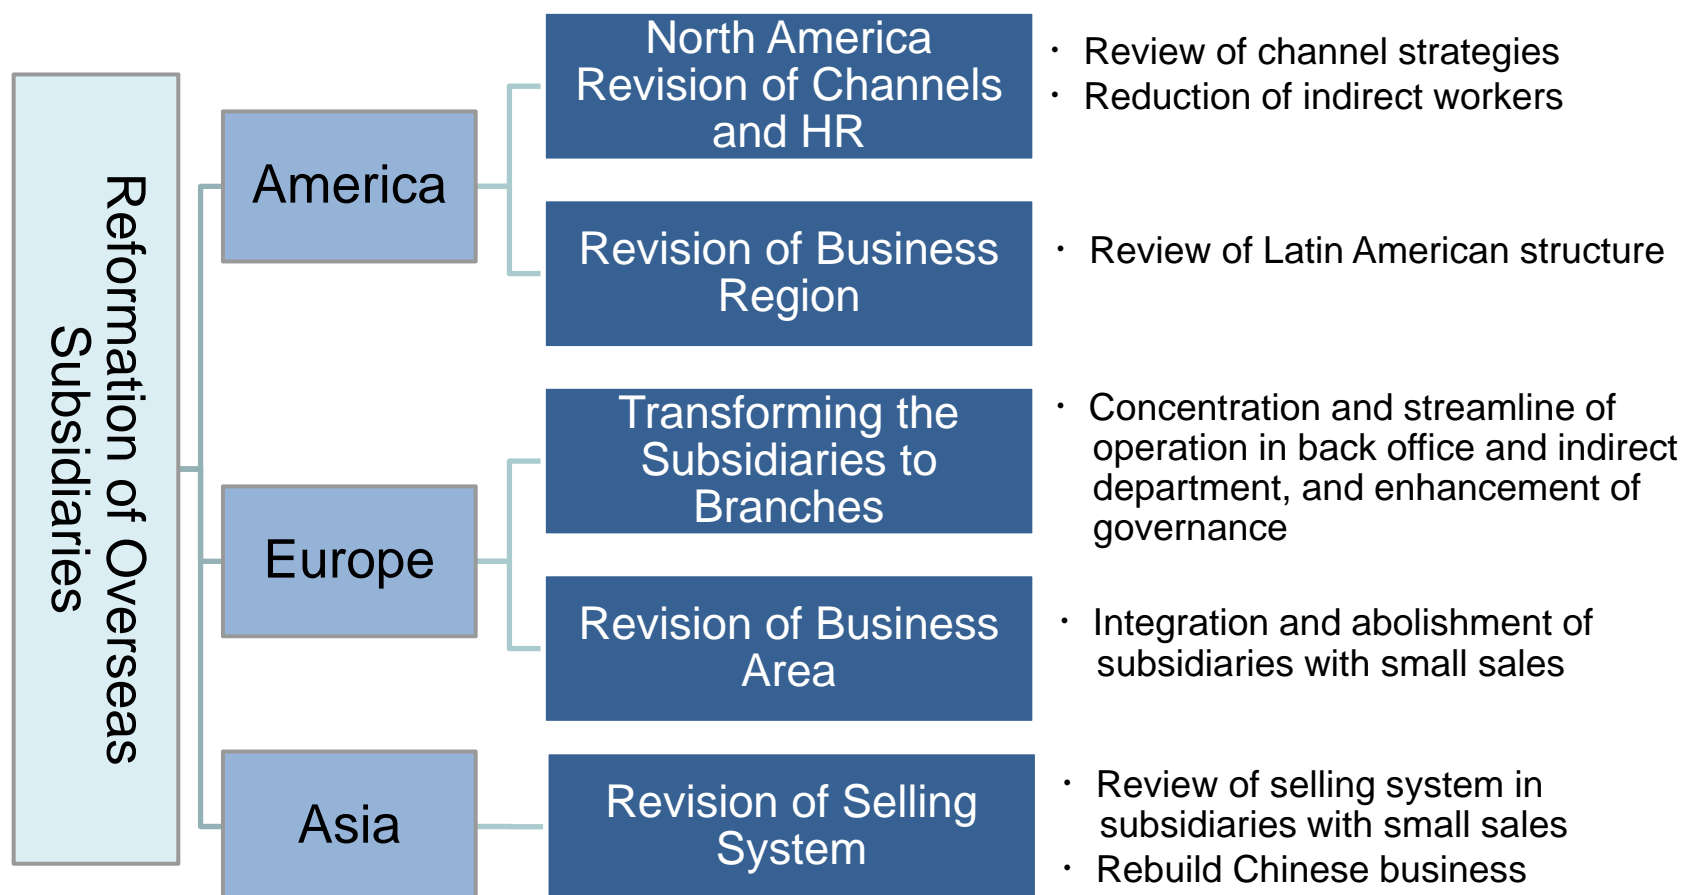 Reformation of Overseas
Subsidiaries
America
North America
Revision of Channels
and HR
・ Review of channel strategies
・ Reduction of indirect workers
Revision of Business
Region
・ Review of Latin American structure
Europe
Transforming the
Subsidiaries to
Branches
・ Concentration and streamline of
operation in back office and indirect
department, and enhancement of
governance
Revision of Business
Area
・ Integration and abolishment of
subsidiaries with small sales
Asia
Revision of Selling
System
・ Review of selling system in
subsidiaries with small sales
・ Rebuild Chinese business